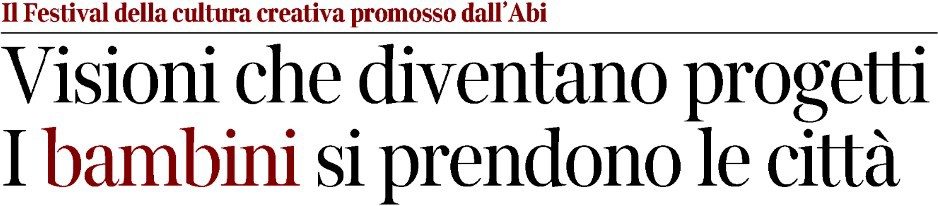 Il Festival della cultura creativa promosso dall'Abi
Visioni che diventano progetti
I bambini si prendono le città